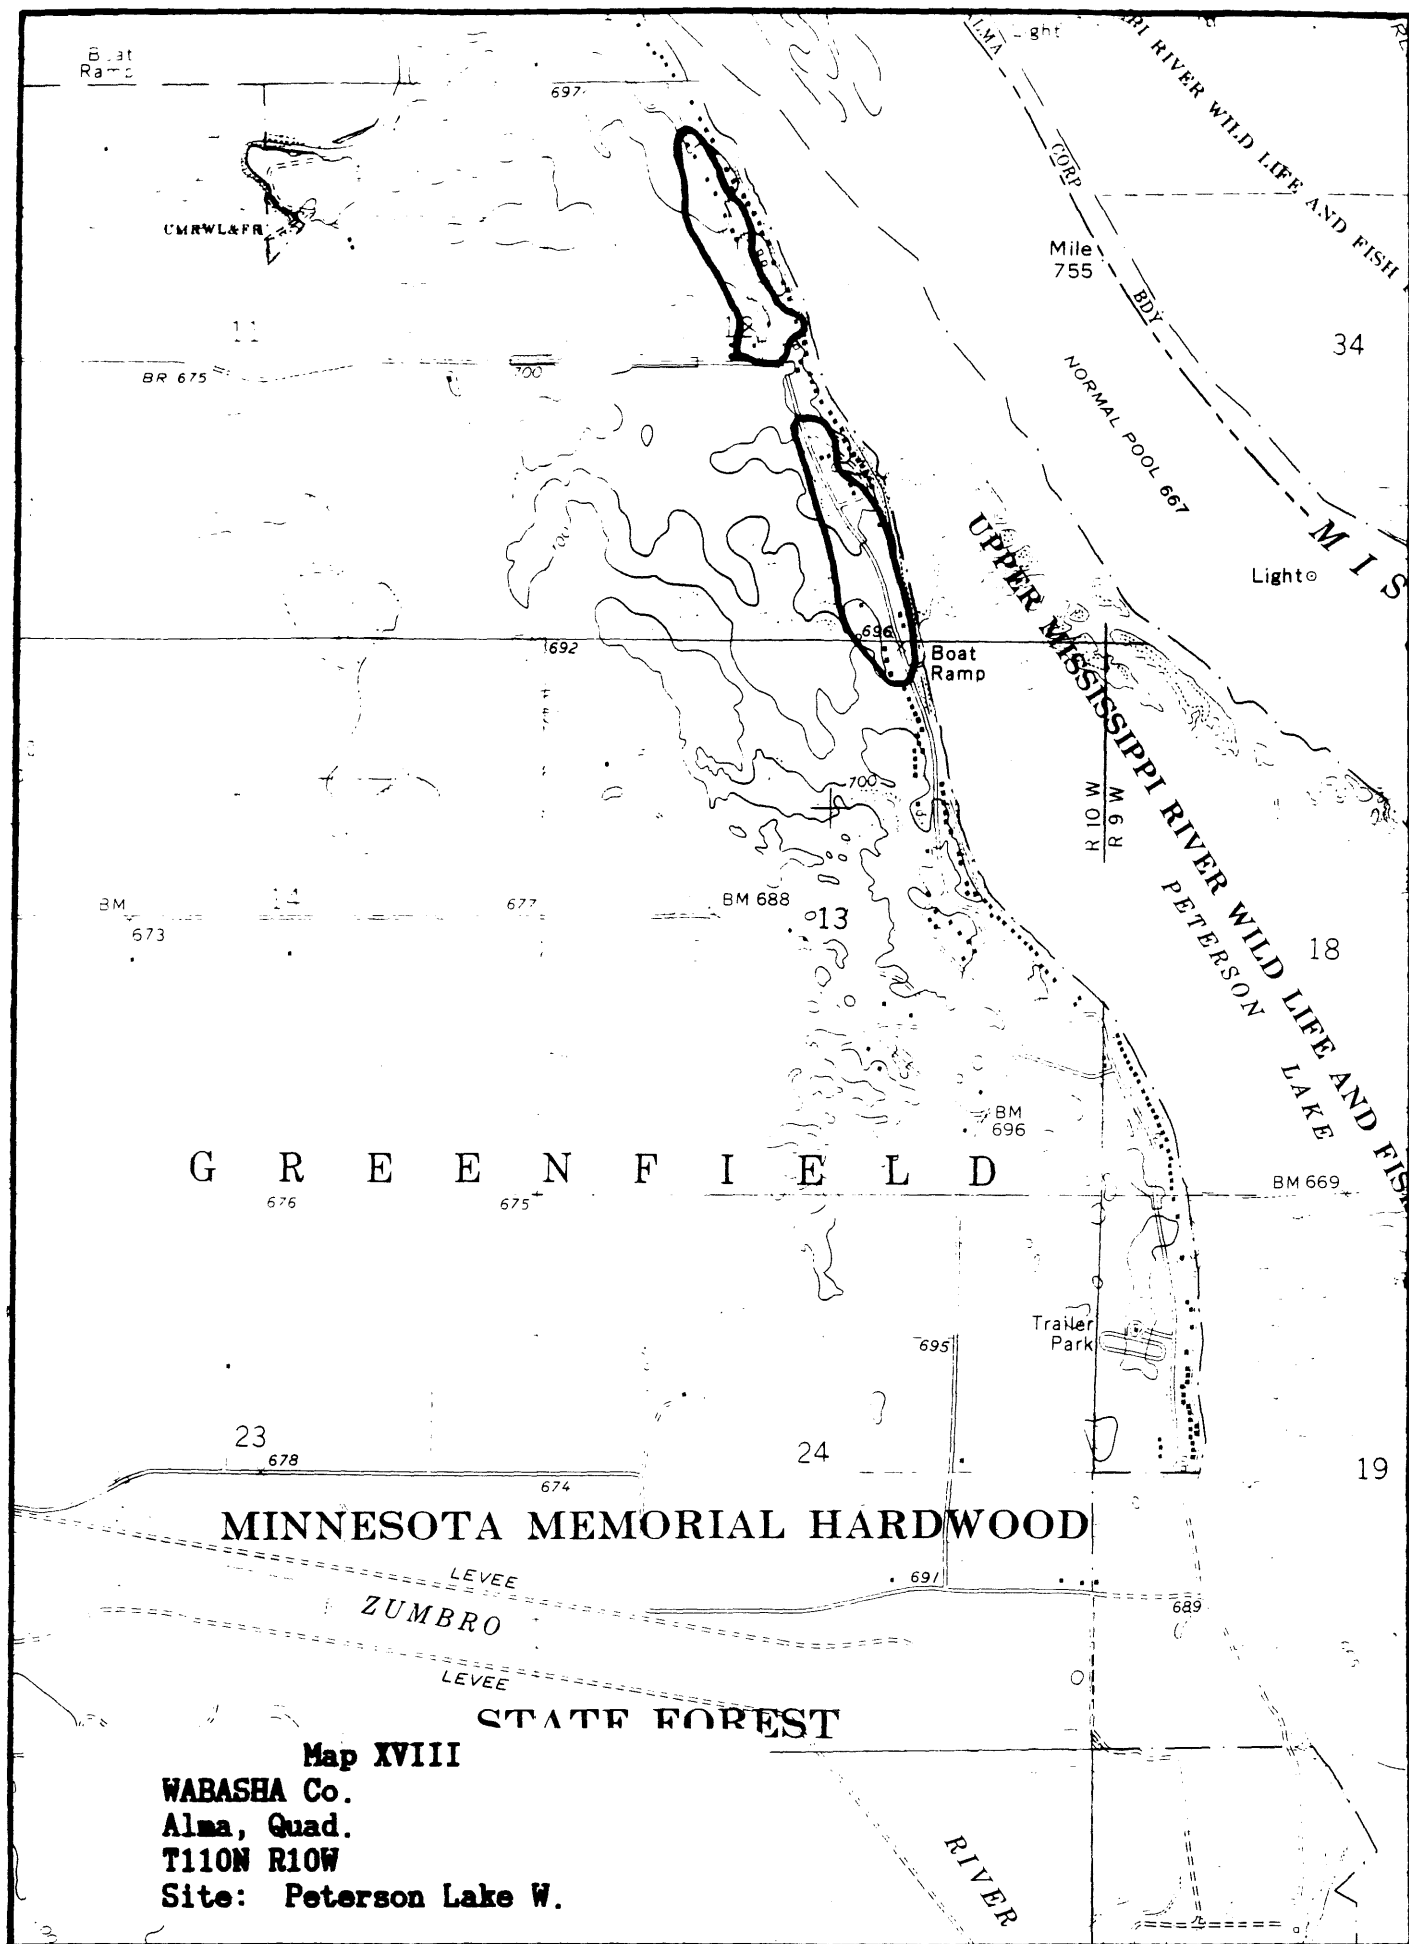 Boat
Ramp
Light
ALMA
RIVER WILD LIFE AND FISH
697
CORP
CMRWL&FR
Mile
755
BDY
11
34
BR 675
700
NORMAL POOL 667
MIS
Light
UPPER MISSISSIPPI RIVER WILD LIFE AND FISH
696
692
Boat
Ramp
700
R 10 W
R 9 W
14
BM
673
677
BM 688
13
PETERSON
LAKE
18
BM
696
GREENFIELD
676
675
BM 669
Trailer
Park
695
23
678
674
24
19
MINNESOTA MEMORIAL HARDWOOD
LEVEE
691
ZUMBRO
689
LEVEE
STATE FOREST
RIVER
Map XVIII
WABASHA Co.
Alma, Quad.
T110N R10W
Site: Peterson Lake W.